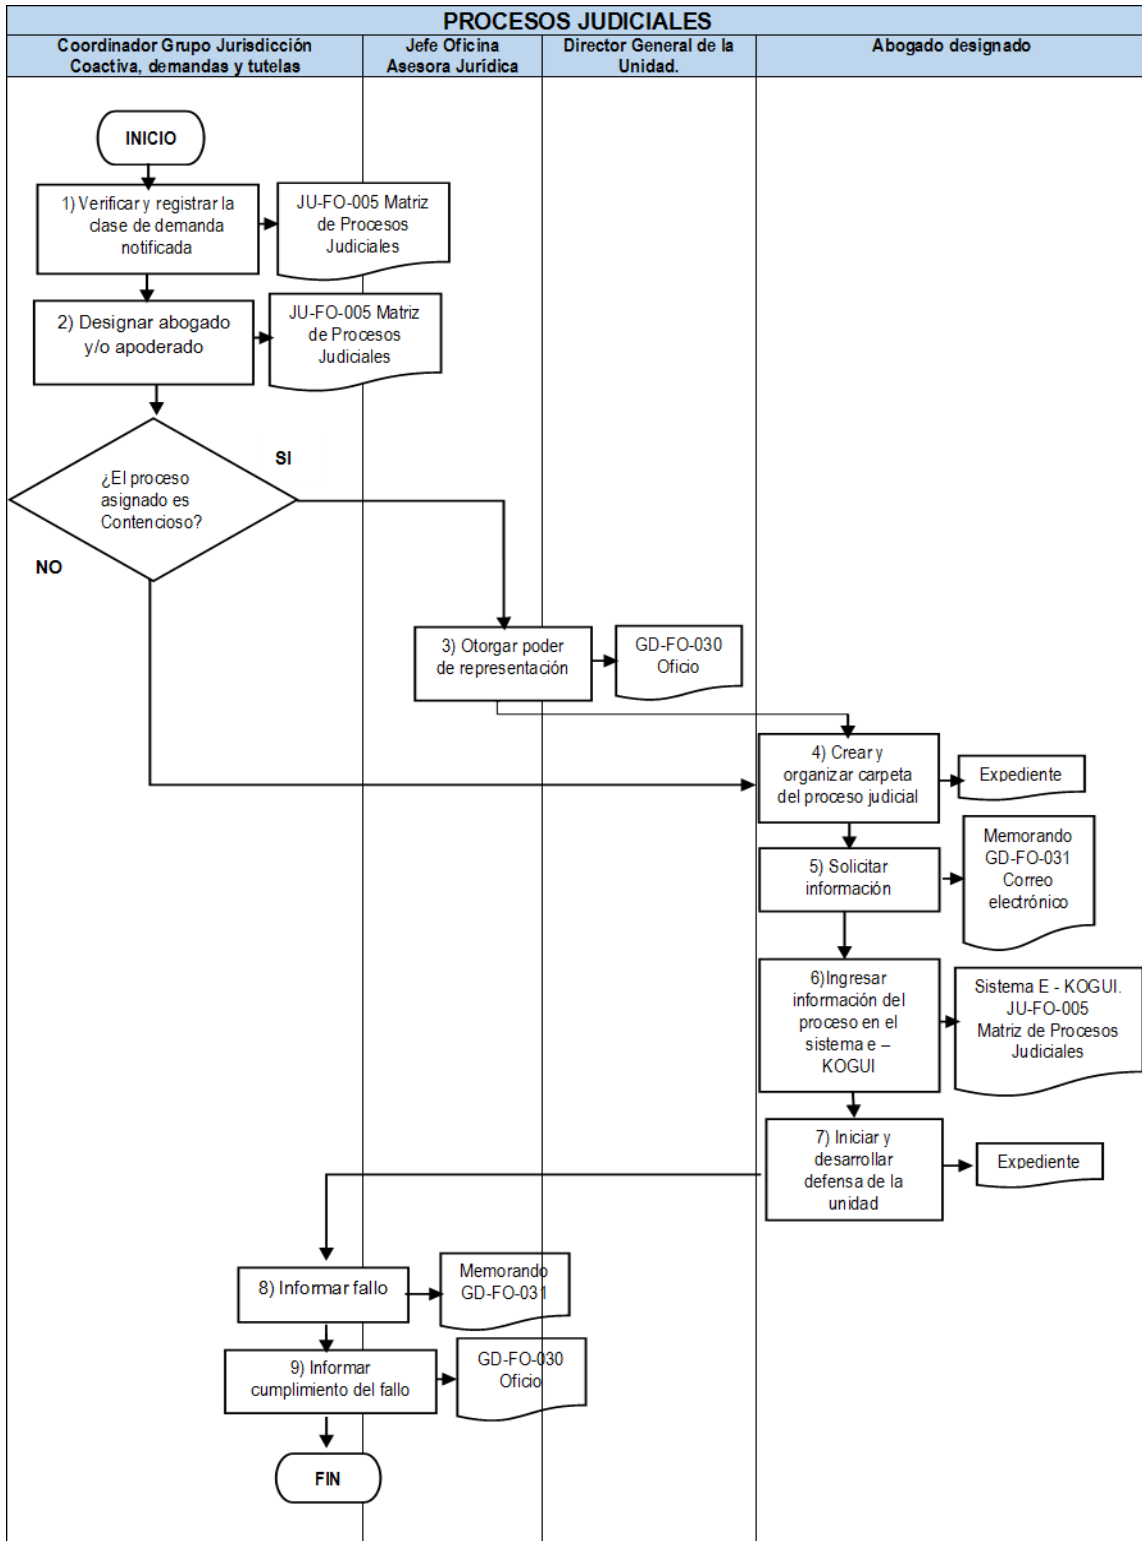 PROCESOS JUDICIALES
Coordinador Grupo Jurisdicción
Coactiva, demandas y tutelas
Jefe Oficina
Asesora Jurídica
Director General de la
Unidad.
Abogado designado
INICIO
1) Verificar y registrar la
clase de demanda
notificada
JU-FO-005 Matriz
de Procesos
Judiciales
2) Designar abogado
y/o apoderado
JU-FO-005 Matriz
de Procesos
Judiciales
¿El proceso
asignado es
Contencioso?
SI
NO
3) Otorgar poder
de representación
GD-FO-030
Oficio
4) Crear y
organizar carpeta
del proceso judicial
Expediente
5) Solicitar
información
Memorando
GD-FO-031
Correo
electrónico
6)Ingresar
información del
proceso en el
sistema e –
KOGUI
Sistema E - KOGUI.
JU-FO-005
Matriz de Procesos
Judiciales
7) Iniciar y
desarrollar
defensa de la
unidad
Expediente
8) Informar fallo
Memorando
GD-FO-031
9) Informar
cumplimiento del fallo
GD-FO-030
Oficio
FIN